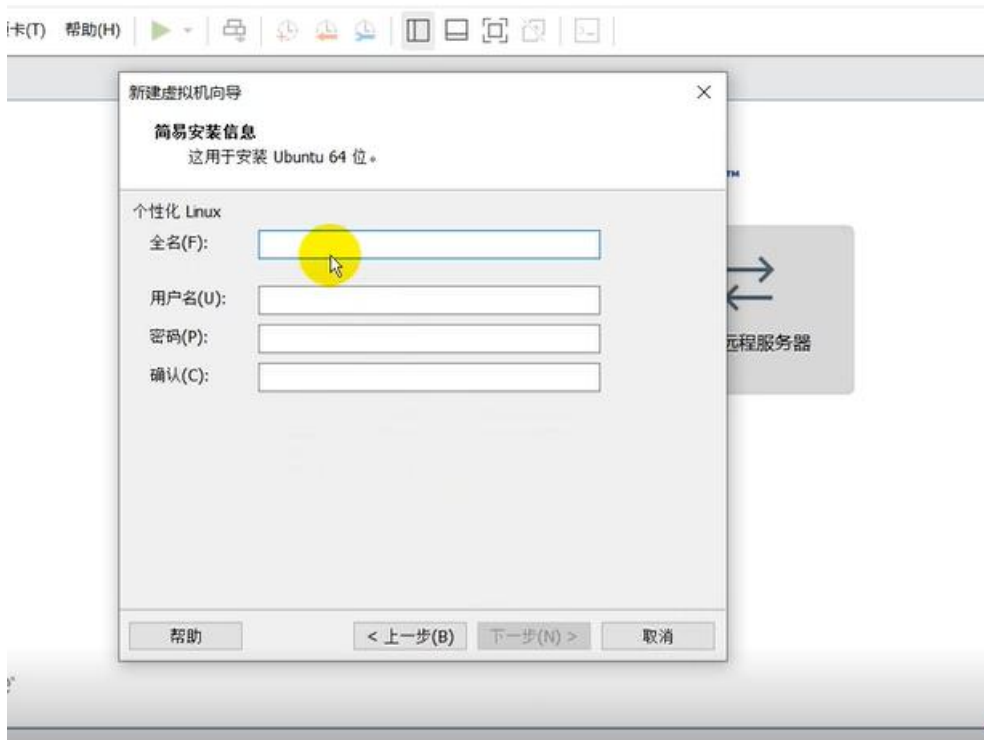 卡(T) 帮助(H)
新建虚拟机向导
简易安装信息
这用于安装 Ubuntu 64 位。
TM
个性化 Linux
全名(F):
用户名(U):
密码(P):
确认(C):
远程服务器
帮助
< 上一步(B)
下一步(N) >
取消